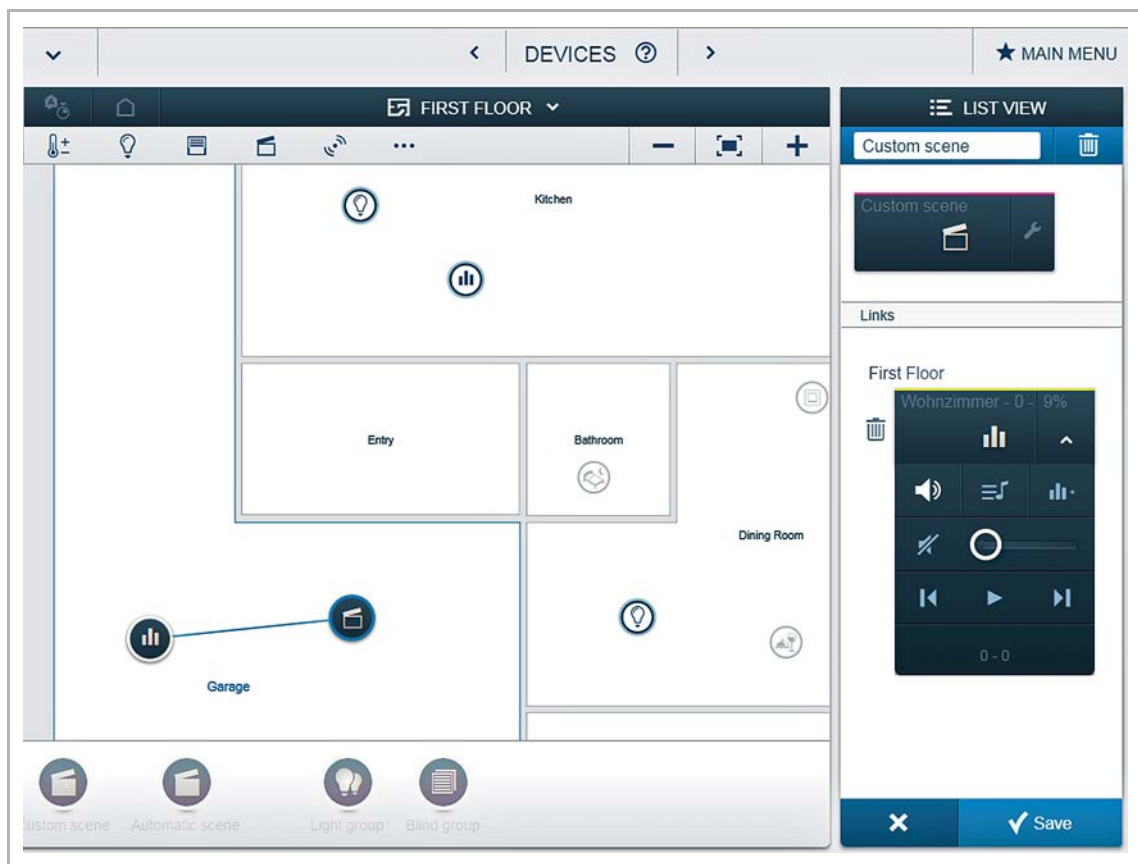 DEVICES
MAIN MENU
FIRST FLOOR
LIST VIEW
Custom scene
Kitchen
Custom scene
Links
First Floor
Wohnzimmer - 0 - 9%
Entry
Bathroom
Dining Room
0 - 0
Garage
ustom scene
Automatic scene
Light group
Blind group
Save